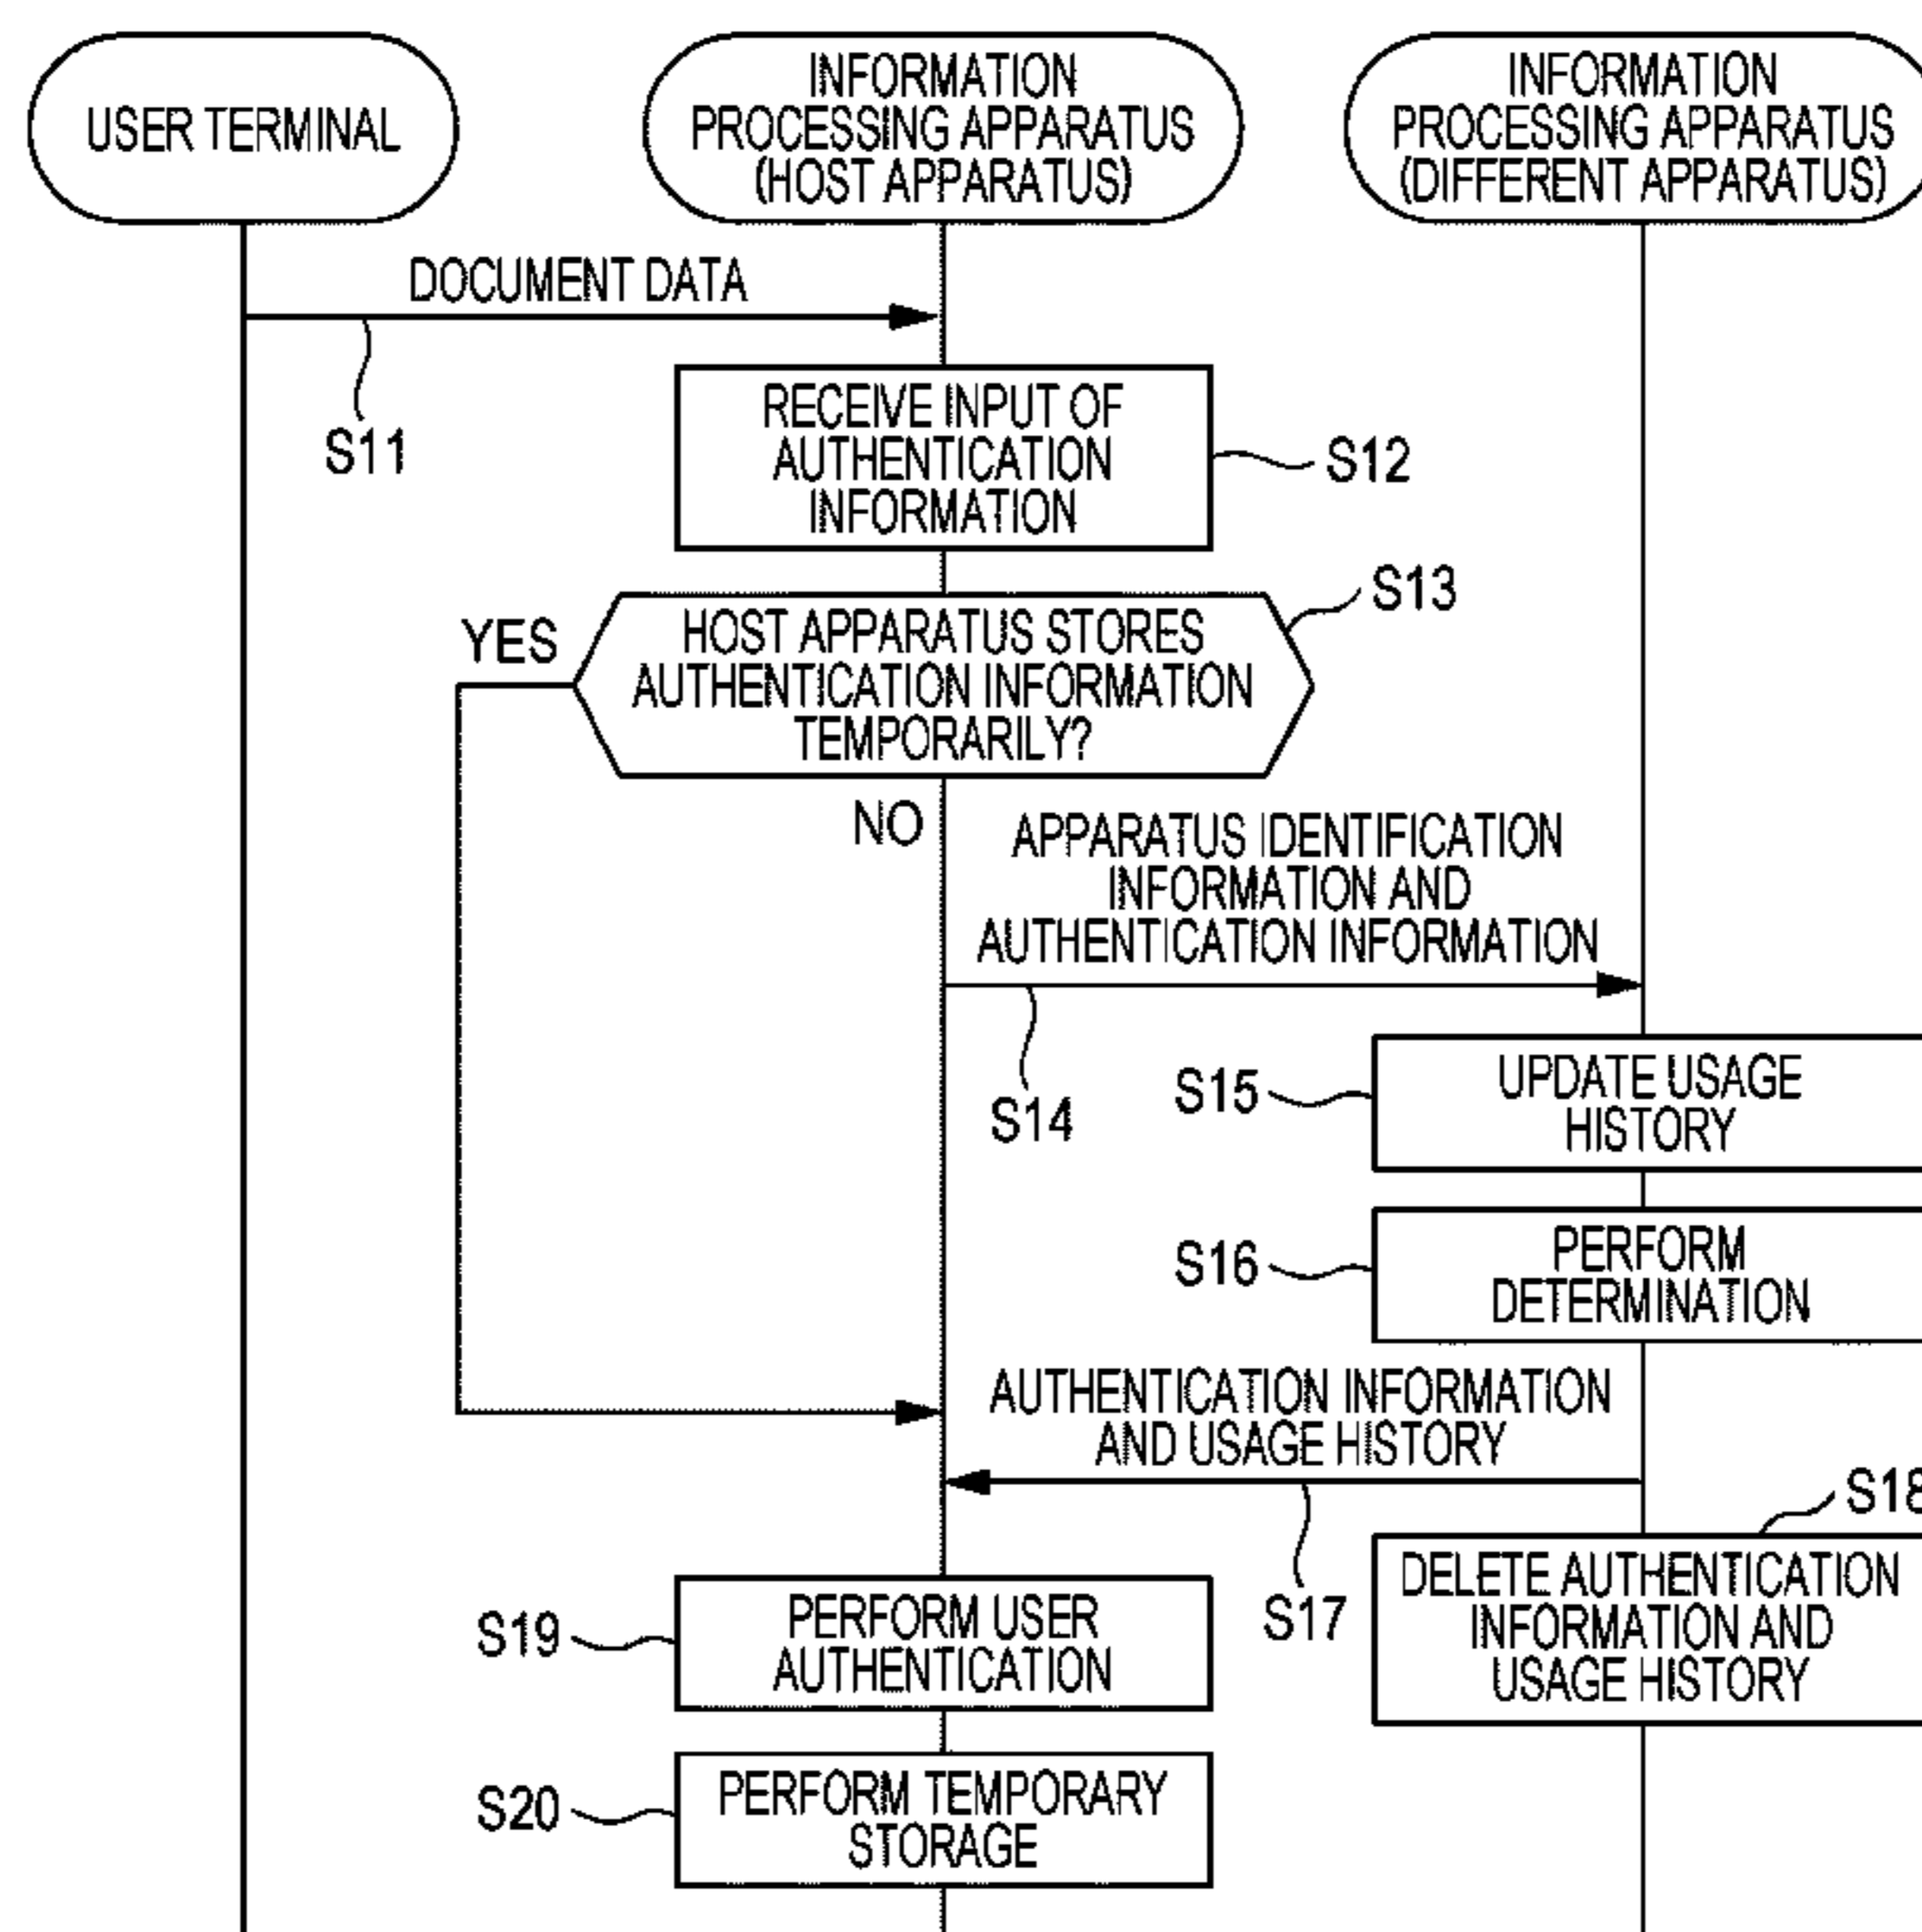 USER TERMINAL
INFORMATION
PROCESSING APPARATUS
(HOST APPARATUS)
INFORMATION
PROCESSING APPARATUS
(DIFFERENT APPARATUS)
DOCUMENT DATA
S11
RECEIVE INPUT OF
AUTHENTICATION
INFORMATION
S12
S13
YES
HOST APPARATUS STORES
AUTHENTICATION INFORMATION
TEMPORARILY?
NO
APPARATUS IDENTIFICATION
INFORMATION AND
AUTHENTICATION INFORMATION
S14
S15
UPDATE USAGE
HISTORY
S16
PERFORM
DETERMINATION
AUTHENTICATION INFORMATION
AND USAGE HISTORY
S17
S18
DELETE AUTHENTICATION
INFORMATION AND
USAGE HISTORY
S19
PERFORM USER
AUTHENTICATION
S20
PERFORM TEMPORARY
STORAGE